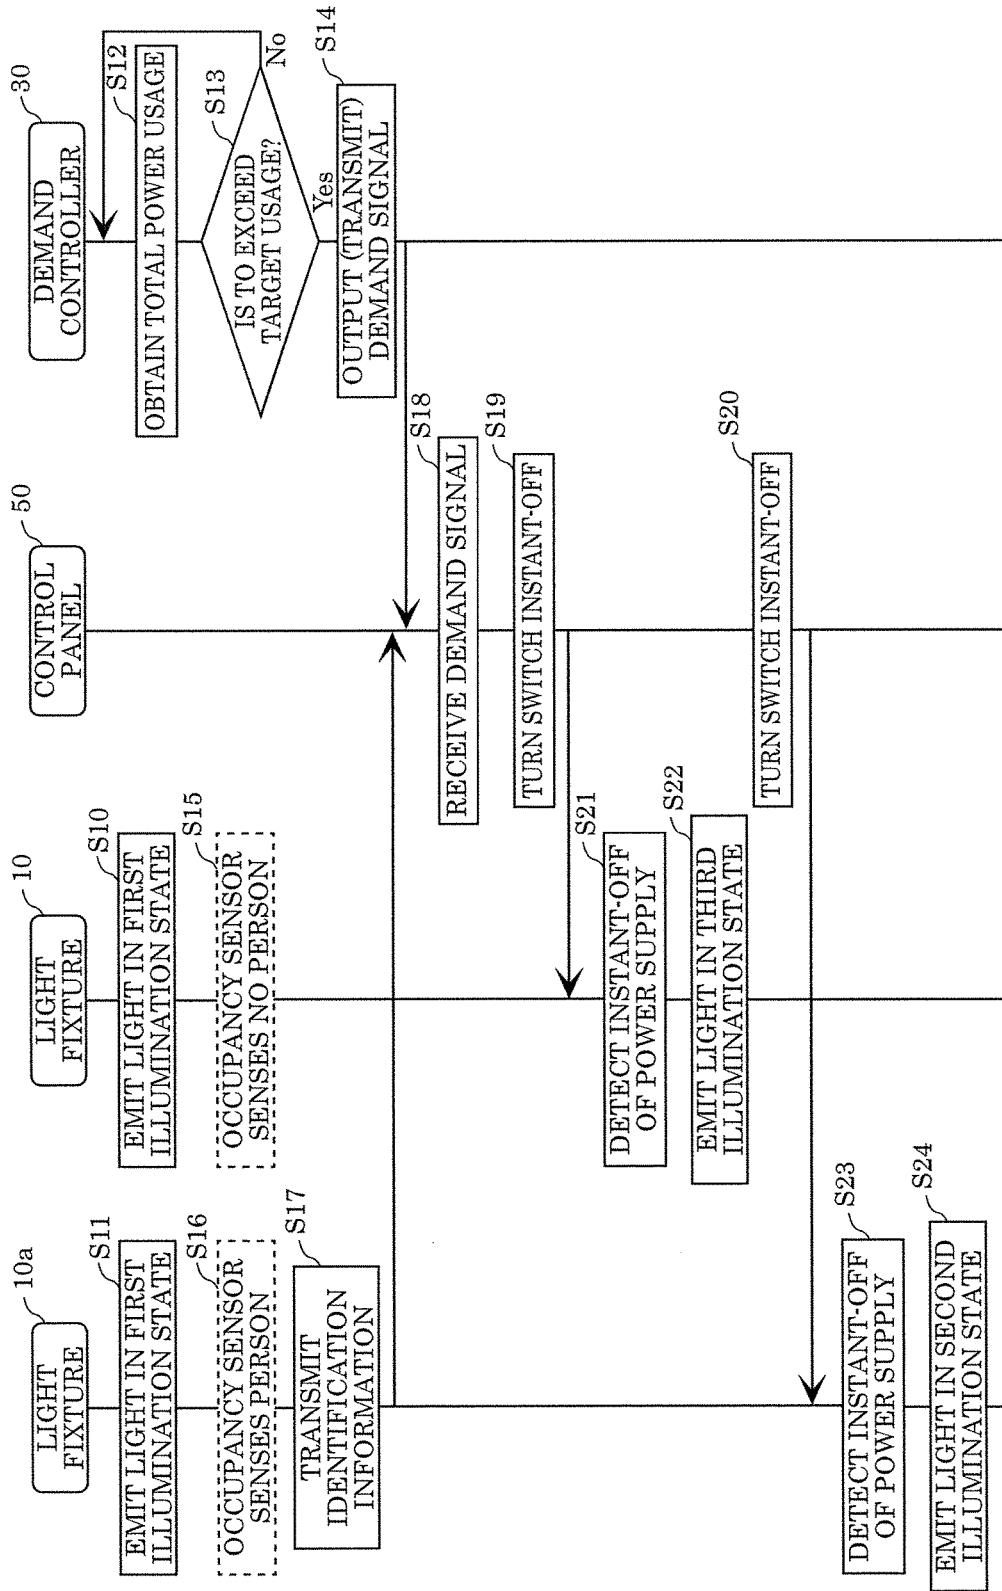 10a
LIGHT
FIXTURE
S11
EMIT LIGHT IN FIRST
ILLUMINATION STATE
S16
OCCUPANCY SENSOR
SENSES PERSON
S17
TRANSMIT
IDENTIFICATION
INFORMATION
S23
DETECT INSTANT-OFF
OF POWER SUPPLY
S24
EMIT LIGHT IN SECOND
ILLUMINATION STATE
10
LIGHT
FIXTURE
S10
EMIT LIGHT IN FIRST
ILLUMINATION STATE
S15
OCCUPANCY SENSOR
SENSES NO PERSON
S21
DETECT INSTANT-OFF
OF POWER SUPPLY
S22
EMIT LIGHT IN THIRD
ILLUMINATION STATE
50
CONTROL
PANEL
S18
RECEIVE DEMAND SIGNAL
S19
TURN SWITCH INSTANT-OFF
S20
TURN SWITCH INSTANT-OFF
30
DEMAND
CONTROLLER
S12
OBTAIN TOTAL POWER USAGE
S13
IS TO EXCEED
TARGET USAGE?
No
Yes
S14
OUTPUT (TRANSMIT)
DEMAND SIGNAL